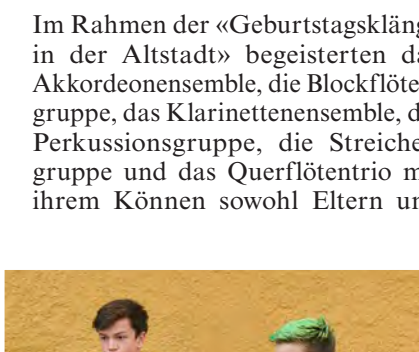 Im Rahmen der «Geburtstagskläng
in der Altstadt» begeisterten da
Akkordeonensemble, die Blockflöte
gruppe, das Klarinettenensemble, d
Perkussionsgruppe, die Streiche
gruppe und das Querflötentrio m
ihrem Können sowohl Eltern un